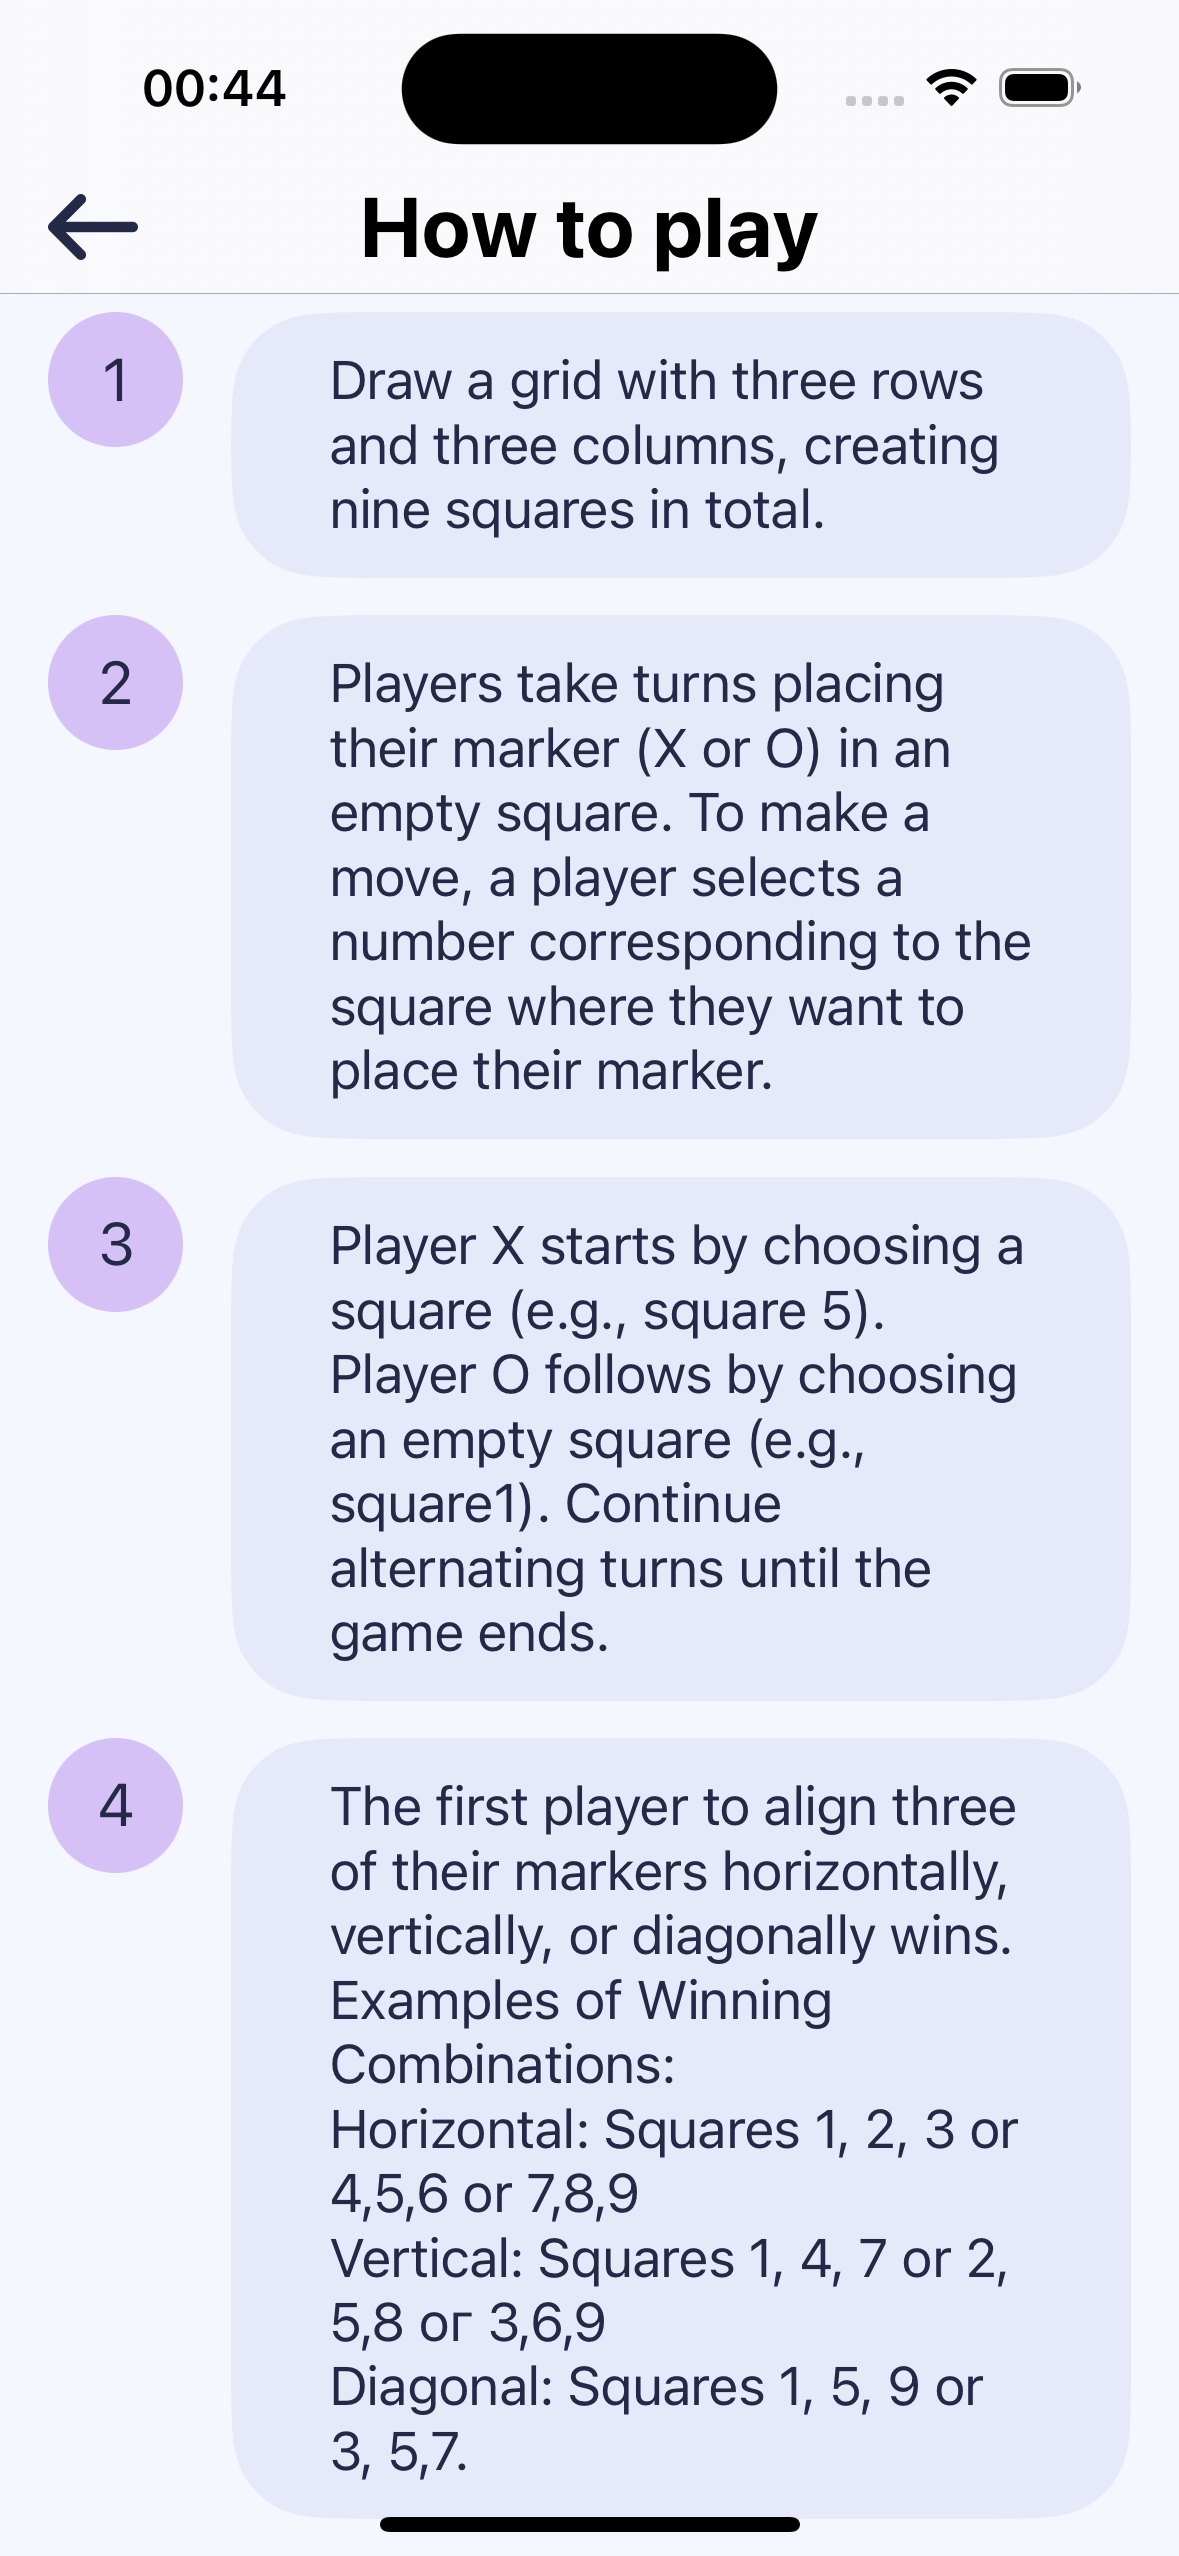 00:44
How to play
1
Draw a grid with three rows
and three columns, creating
nine squares in total.
2
Players take turns placing
their marker (X or O) in an
empty square. To make a
move, a player selects a
number corresponding to the
square where they want to
place their marker.
3
Player X starts by choosing a
square (e.g., square 5).
Player O follows by choosing
an empty square (e.g.,
square1). Continue
alternating turns until the
game ends.
4
The first player to align three
of their markers horizontally,
vertically, or diagonally wins.
Examples of Winning
Combinations:
Horizontal: Squares 1, 2, 3 or
4,5,6 or 7,8,9
Vertical: Squares 1, 4, 7 or 2,
5,8 ог 3,6,9
Diagonal: Squares 1, 5, 9 or
3, 5,7.